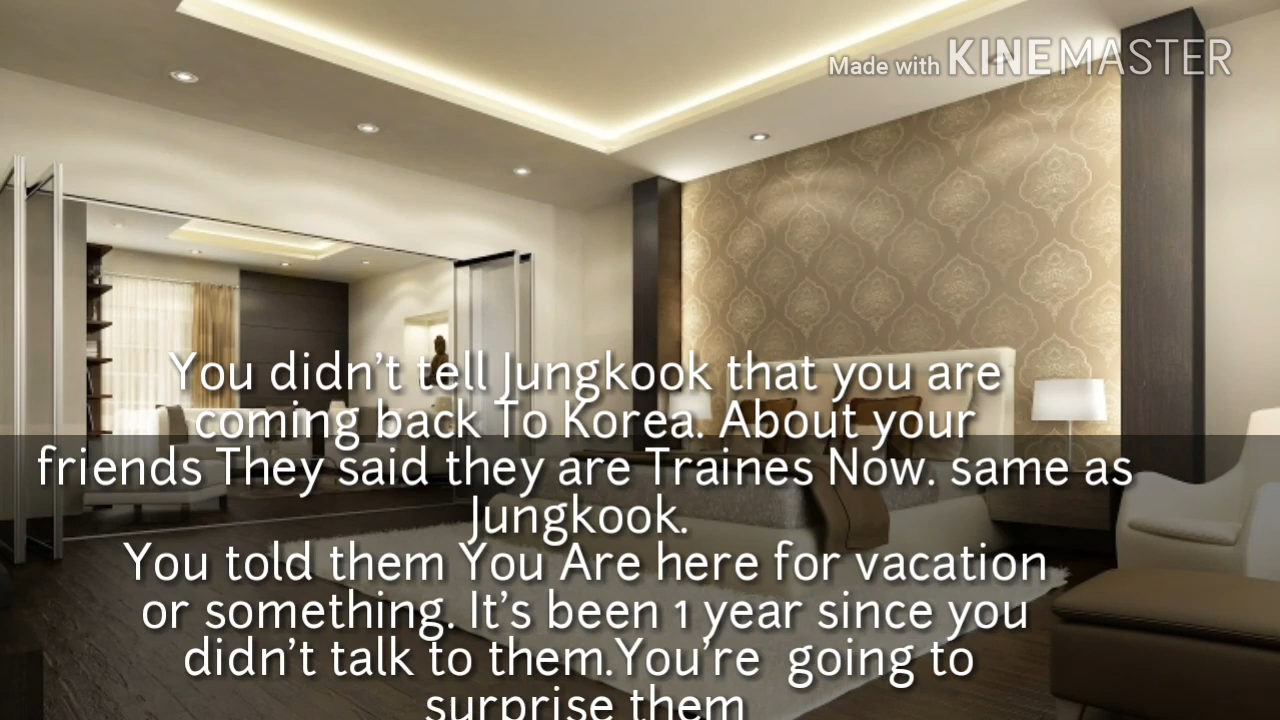 Made with KINEMASTER
You didn't tell Jungkook that you are
coming back To Korea. About your
friends They said they are Traines Now. same as
Jungkook.
You told them You Are here for vacation
or something. It's been 1 year since you
didn't talk to them.You're going to
surprise them